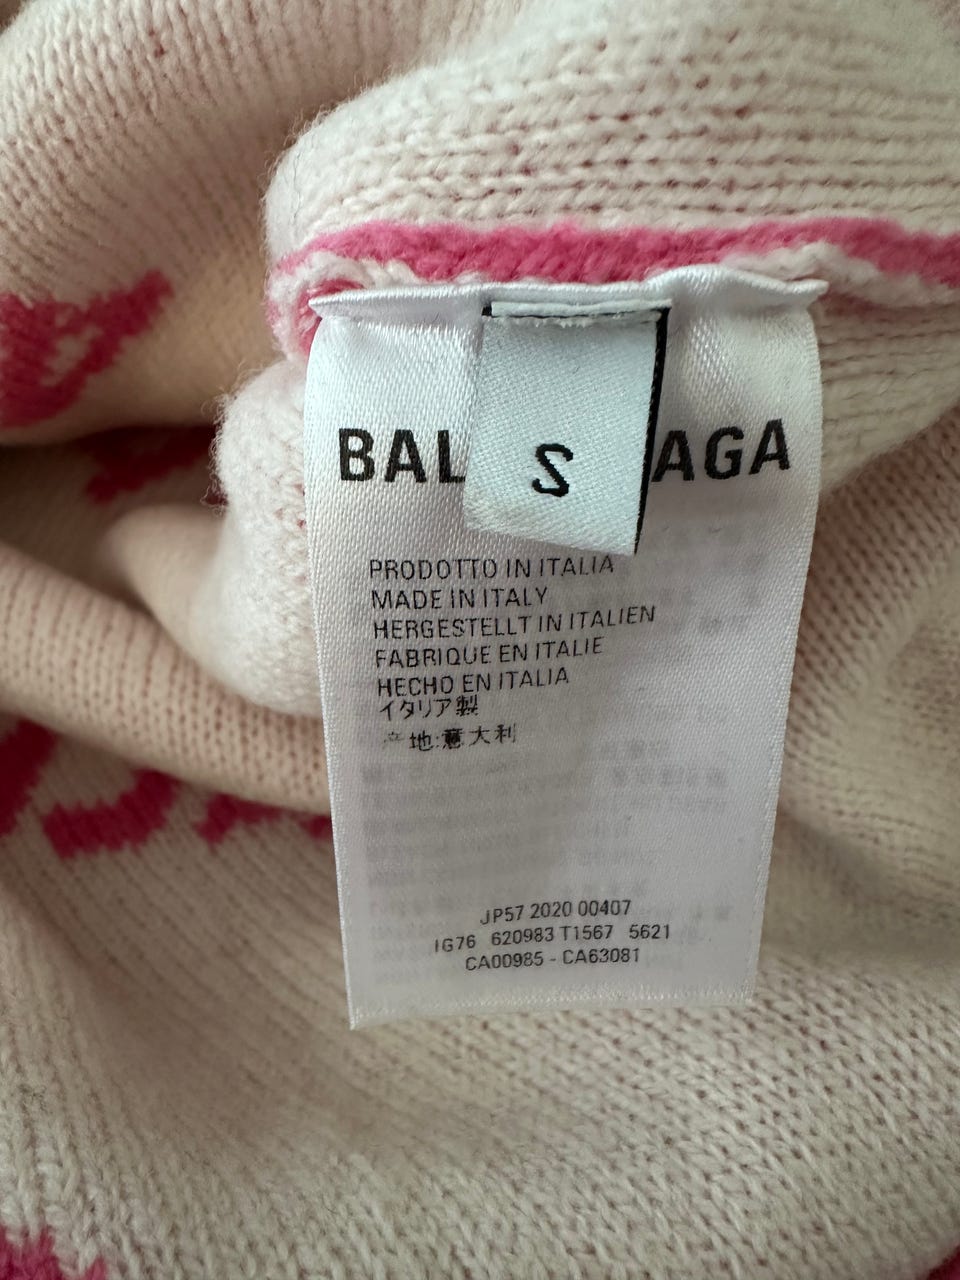 BAL AGA
S
PRODOTTO IN ITALIA
MADE IN ITALY
HERGESTELLT IN ITALIEN
FABRIQUE EN ITALIE
HECHO EN ITALIA
イタリア製
产地:意大利
JP57 2020 00407
IG76 620983 T1567 5621
CA00985 - CA63081